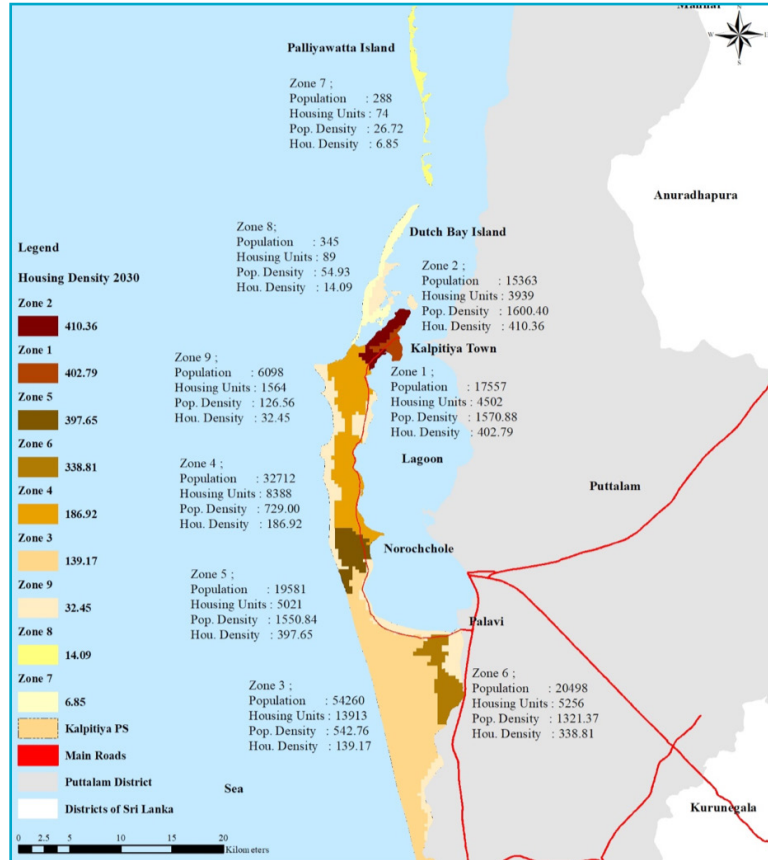 Mannar
N
W
E
S
Palliyawatta Island
Zone 7 ;
Population : 288
Housing Units : 74
Pop. Density : 26.72
Hou. Density : 6.85
Anuradhapura
Zone 8;
Population : 345
Housing Units : 89
Pop. Density : 54.93
Hou. Density : 14.09
Dutch Bay Island
Zone 2 ;
Population : 15363
Housing Units : 3939
Pop. Density : 1600.40
Hou. Density : 410.36
Kalpitiya Town
Zone 9 ;
Population : 6098
Housing Units : 1564
Pop. Density : 126.56
Hou. Density : 32.45
Zone 1 ;
Population : 17557
Housing Units : 4502
Pop. Density : 1570.88
Hou. Density : 402.79
Lagoon
Zone 4 ;
Population : 32712
Housing Units : 8388
Pop. Density : 729.00
Hou. Density : 186.92
Puttalam
Norochchole
Zone 5 ;
Population : 19581
Housing Units : 5021
Pop. Density : 1550.84
Hou. Density : 397.65
Palavi
Zone 6 ;
Population : 20498
Housing Units : 5256
Pop. Density : 1321.37
Hou. Density : 338.81
Zone 3 ;
Population : 54260
Housing Units : 13913
Pop. Density : 542.76
Hou. Density : 139.17
Sea
Kurunegala
Legend
Housing Density 2030
Zone 2
410.36
Zone 1
402.79
Zone 5
397.65
Zone 6
338.81
Zone 4
186.92
Zone 3
139.17
Zone 9
32.45
Zone 8
14.09
Zone 7
6.85
Kalpitiya PS
Main Roads
Puttalam District
Districts of Sri Lanka
0 2.5 5 10 15 20
Kilometers